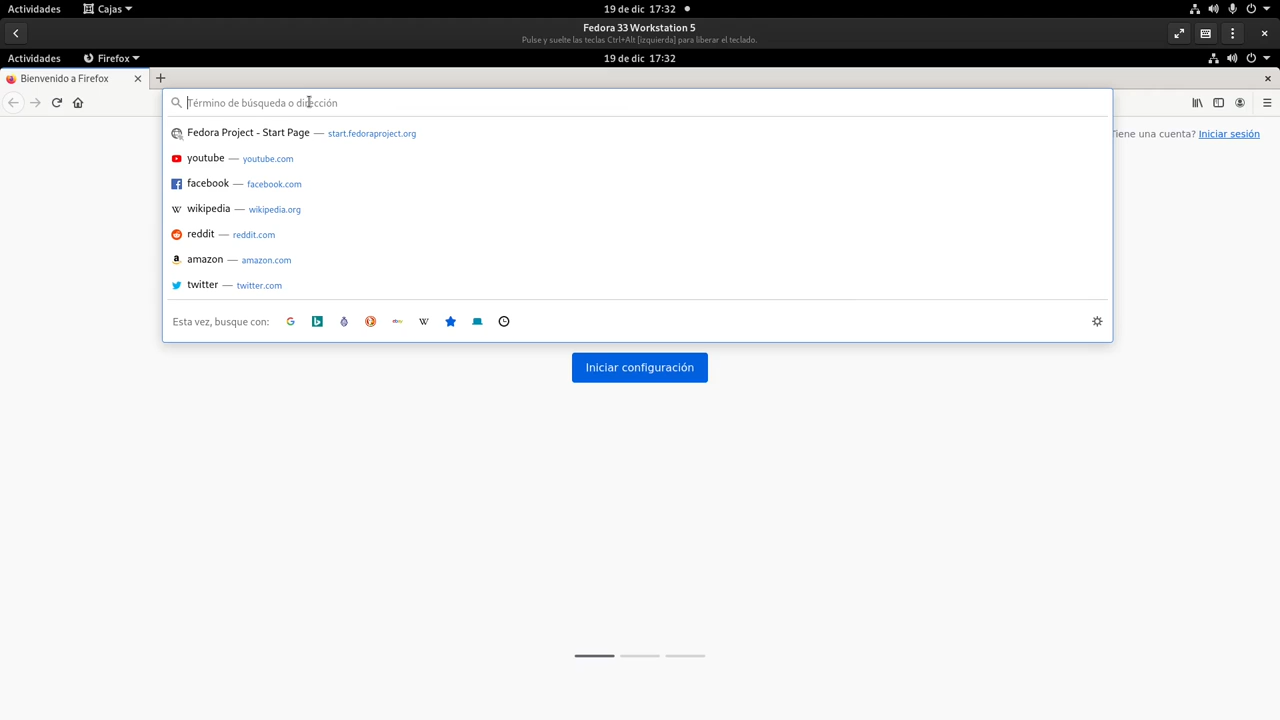 Actividades Cajas 19 de dic 17:32
Fedora 33 Workstation 5
Pulse y suelte las teclas Ctrl+Alt [izquierda] para liberar el teclado.
Actividades Firefox 19 de dic 17:32
Bienvenido a Firefox
Término de búsqueda o dirección
Fedora Project - Start Page — start.fedoraproject.org
iene una cuenta? Iniciar sesión
youtube — youtube.com
facebook — facebook.com
wikipedia — wikipedia.org
reddit — reddit.com
amazon — amazon.com
twitter — twitter.com
Esta vez, busque con:
Iniciar configuración